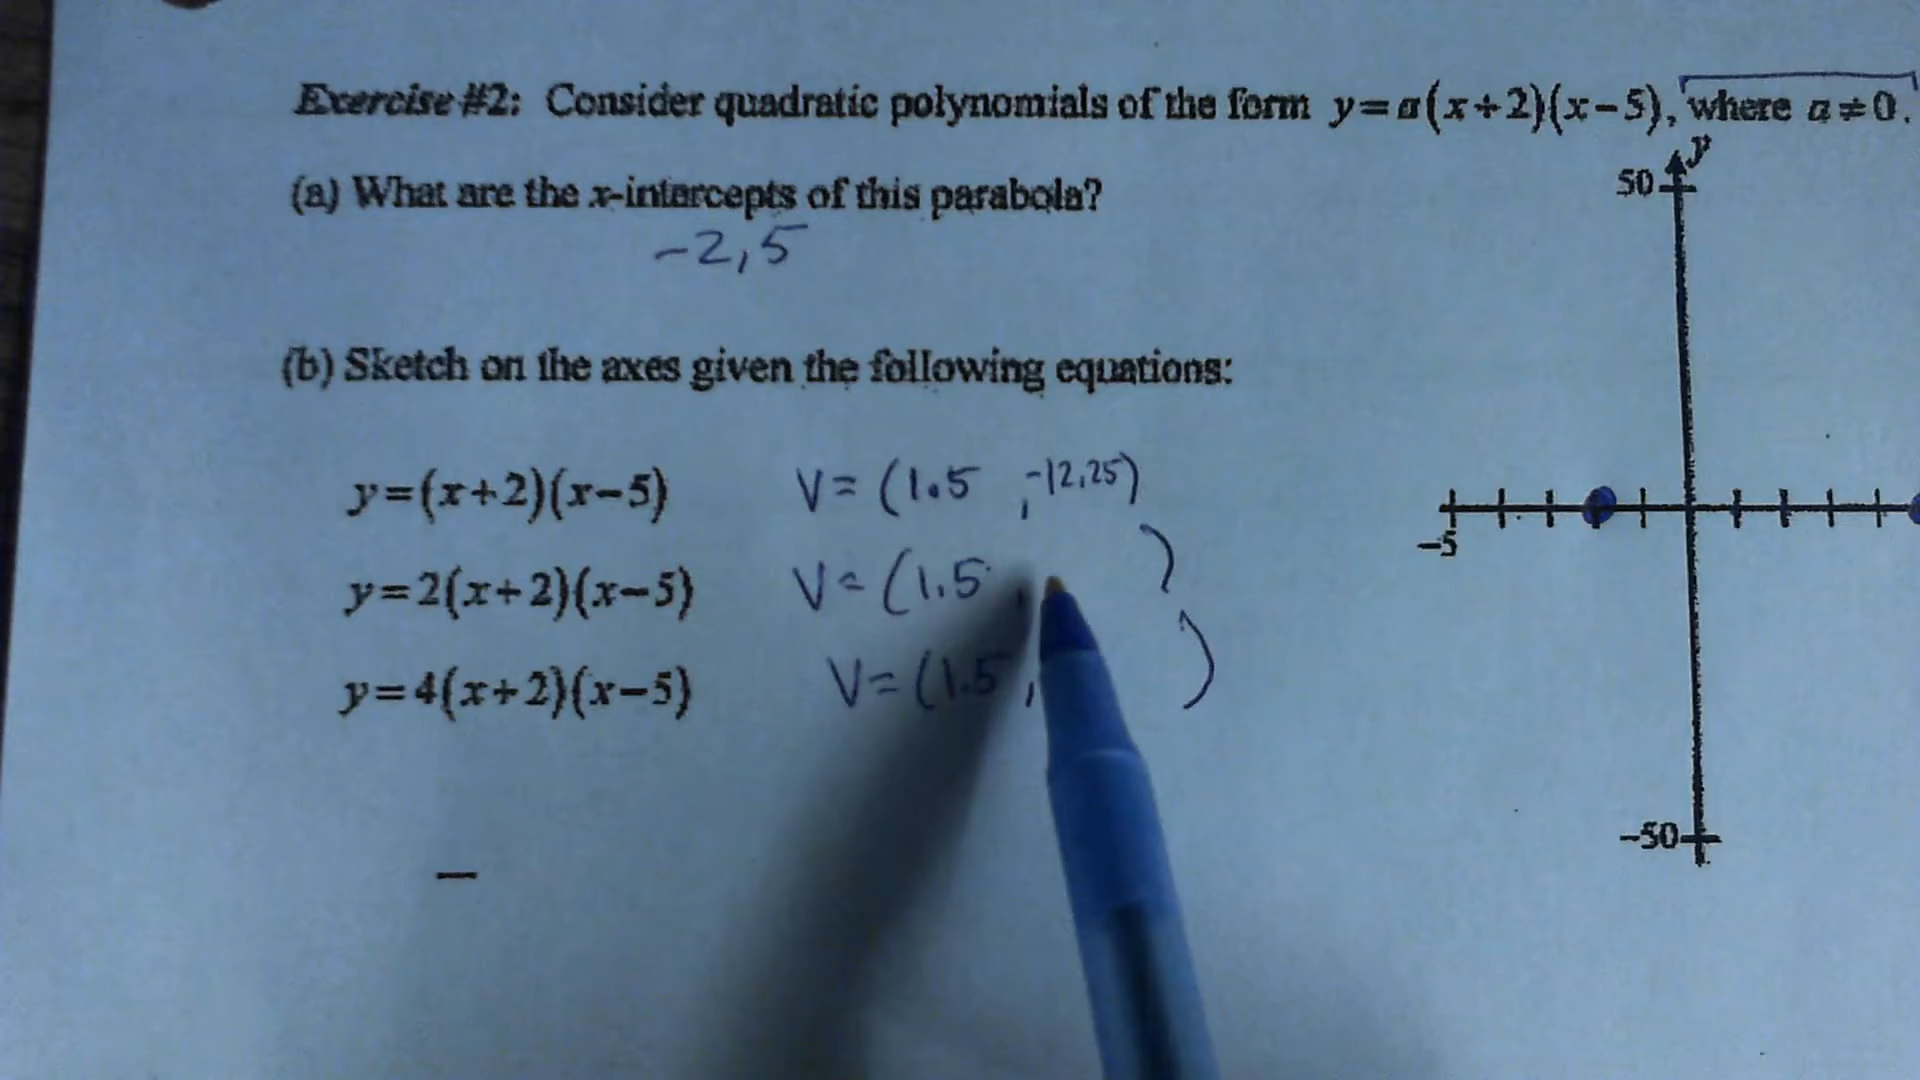 Exercise #2: Consider quadratic polynomials of the form y=a(x+2)(x-5), where a≠0.
(a) What are the x-intercepts of this parabola?
-2,5
(b) Sketch on the axes given the following equations:
y=(x+2)(x-5) V=(1.5 ,-12.25)
y=2(x+2)(x-5) V=(1.5 , )
y=4(x+2)(x-5) V=(1.5 , )
y
50
-5
-50